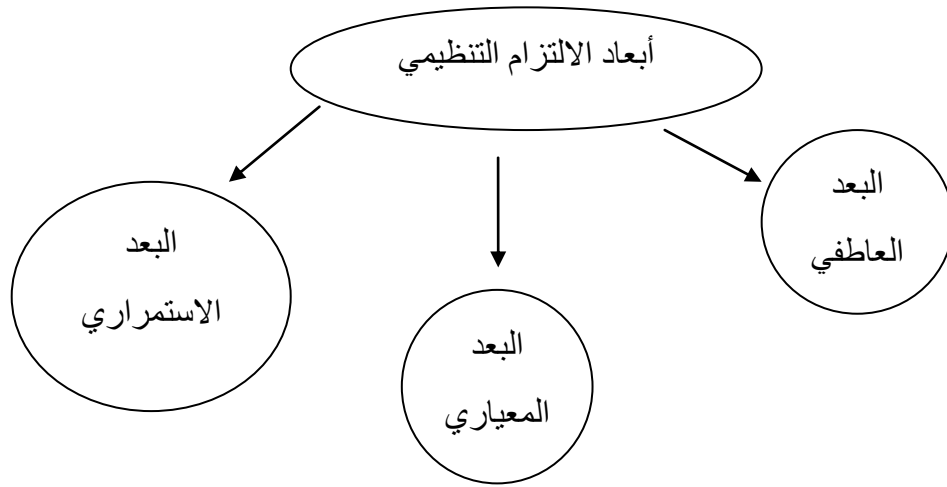 أبعاد الالتزام التنظيمي
البعد
العاطفي
البعد
المعياري
البعد
الاستمراري